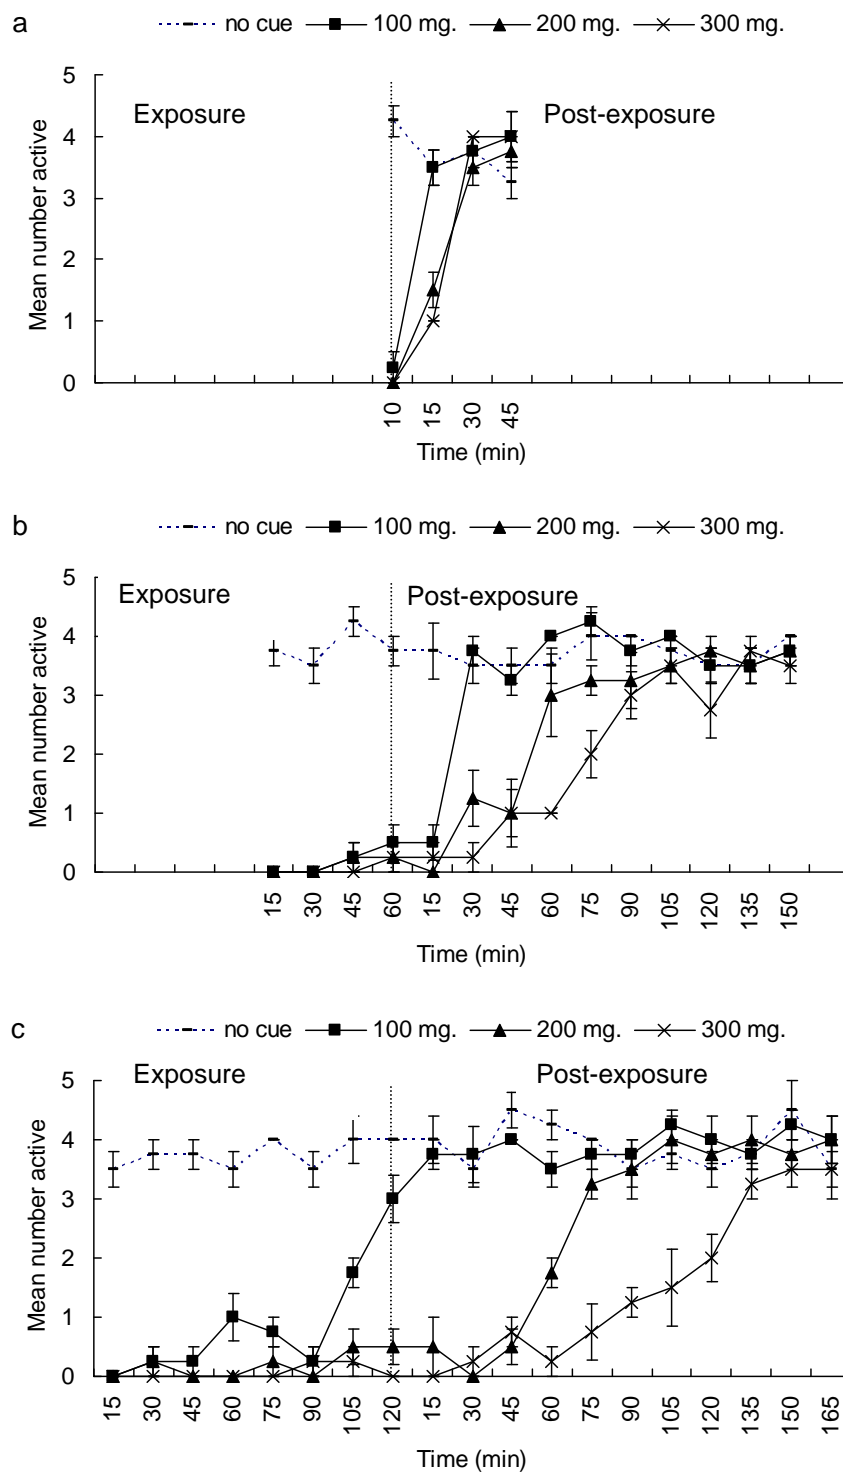 a
no cue 100 mg. 200 mg. 300 mg.
Exposure Post-exposure
Mean number active
5
4
3
2
1
0
10 15 30 45
Time (min)
b
no cue 100 mg. 200 mg. 300 mg.
Exposure Post-exposure
Mean number active
5
4
3
2
1
0
15 30 45 60 15 30 45 60 75 90 105 120 135 150
Time (min)
c
no cue 100 mg. 200 mg. 300 mg.
Exposure Post-exposure
Mean number active
5
4
3
2
1
0
15 30 45 60 75 90 105 120 15 30 45 60 75 90 105 120 135 150 165
Time (min)